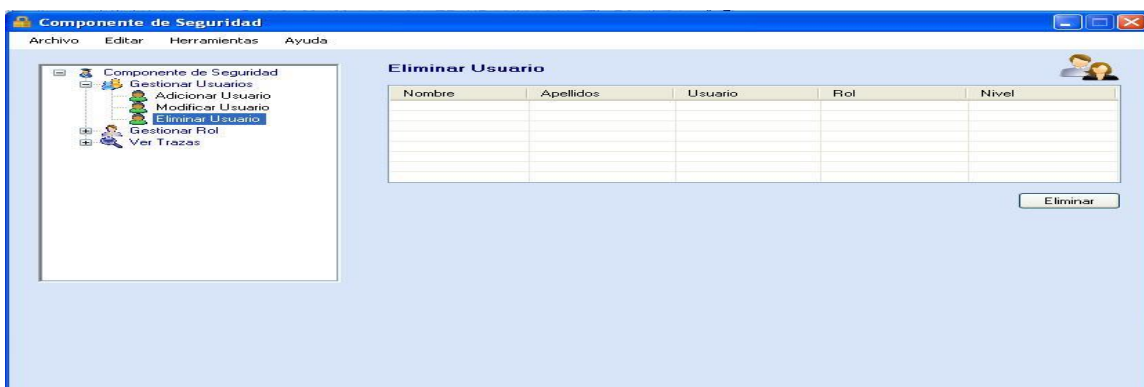 Componente de Seguridad
Archivo Editar Herramientas Ayuda
Componente de Seguridad
Gestionar Usuarios
Adicionar Usuario
Modificar Usuario
Eliminar Usuario
Gestionar Rol
Ver Trazas
Eliminar Usuario
Nombre Apellidos Usuario Rol Nivel
Eliminar